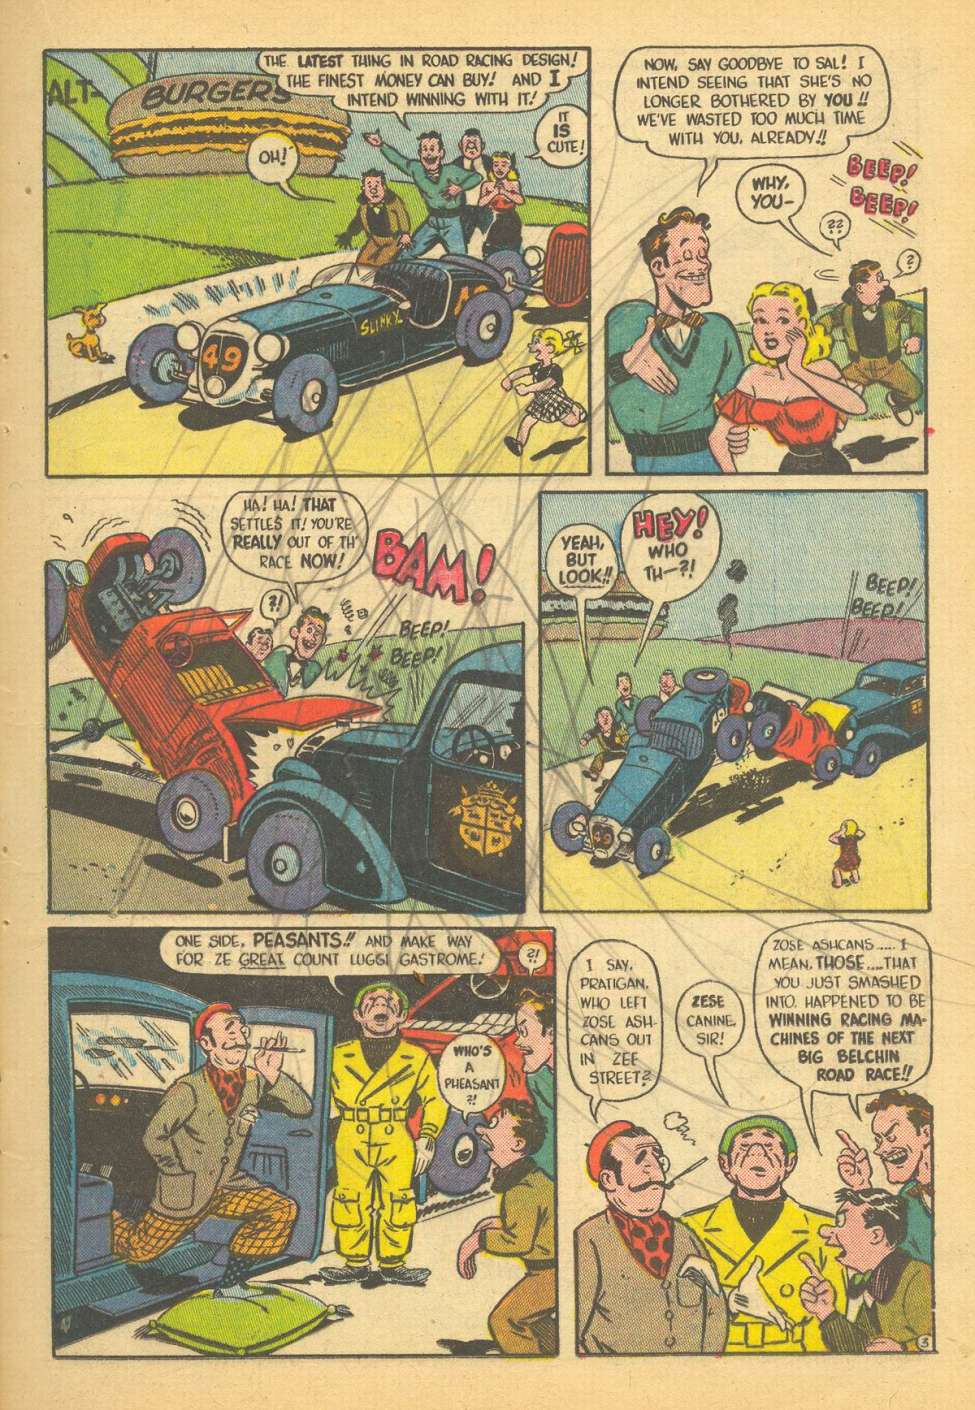 ALT-
BURGERS
THE LATEST THING IN ROAD RACING DESIGN!
THE FINEST MONEY CAN BUY! AND I
INTEND WINNING WITH IT!
OH!
IT
IS
CUTE!
SLINKY
49
49
NOW, SAY GOODBYE TO SAL! I
INTEND SEEING THAT SHE'S NO
LONGER BOTHERED BY YOU!!
WE'VE WASTED TOO MUCH TIME
WITH YOU, ALREADY!!
WHY,
YOU-
BEEP!
BEEP!
??
?
HA! HA! THAT
SETTLES IT! YOU'RE
REALLY OUT OF TH'
RACE NOW!
?!
BAM!
BEEP!
BEEP!
YEAH,
BUT
LOOK!!
HEY!
WHO
TH—?!
BEEP!
BEEP!
ONE SIDE, PEASANTS!! AND MAKE WAY
FOR ZE GREAT COUNT LUGGI GASTROME!
?!
WHO'S
A
PHEASANT
?!
I SAY,
PRATIGAN,
WHO LEFT
ZOSE ASH-
CANS OUT
IN ZEE
STREET?
ZESE
CANINE,
SIR!
ZOSE ASHCANS..... I
MEAN, THOSE.....THAT
YOU JUST SMASHED
INTO, HAPPENED TO BE
WINNING RACING MA-
CHINES OF THE NEXT
BIG BELCHIN
ROAD RACE!!
3